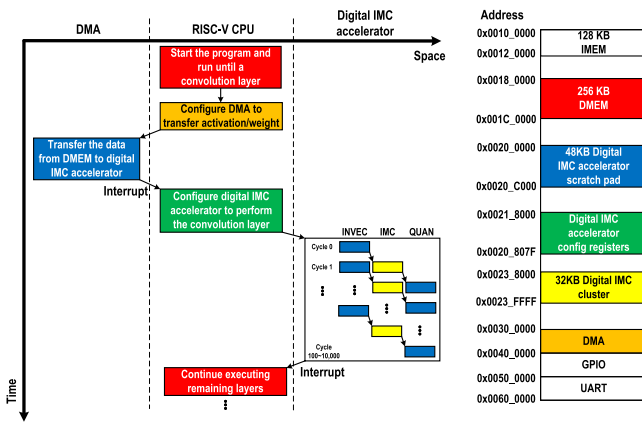 DMA
RISC-V CPU
Digital IMC
accelerator
Space
Start the program and
run until a
convolution layer
Configure DMA to
transfer activation/weight
Transfer the data
from DMEM to digital
IMC accelerator
Interrupt
Configure digital IMC
accelerator to perform
the convolution layer
INVEC
IMC
QUAN
Cycle 0
Cycle 1
Cycle
100~10,000
Interrupt
Continue executing
remaining layers
Time
Address
0x0010_0000
128 KB
IMEM
0x0012_0000
0x0018_0000
256 KB
DMEM
0x001C_0000
0x0020_0000
48KB Digital
IMC accelerator
scratch pad
0x0020_C000
0x0021_8000
Digital IMC
accelerator
config registers
0x0020_807F
0x0023_8000
32KB Digital IMC
cluster
0x0023_FFFF
0x0030_0000
DMA
0x0040_0000
GPIO
0x0050_0000
UART
0x0060_0000